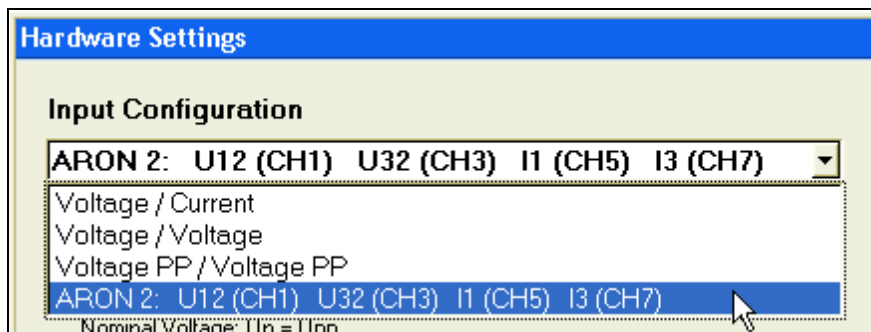 Hardware Settings
Input Configuration
ARON 2: U12 (CH1) U32 (CH3) I1 (CH5) I3 (CH7)
Voltage / Current
Voltage / Voltage
Voltage PP / Voltage PP
ARON 2: U12 (CH1) U32 (CH3) I1 (CH5) I3 (CH7)
Nominal Voltage: Un = Upp